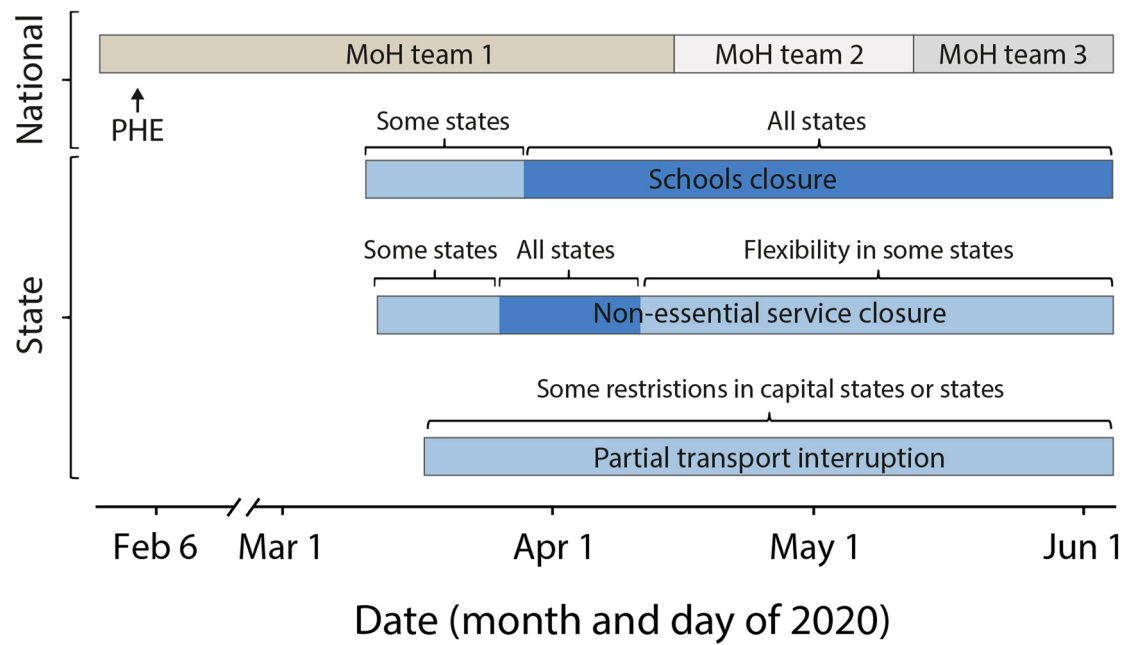 National
MoH team 1
MoH team 2
MoH team 3
PHE
State
Some states
All states
Schools closure
Some states
All states
Flexibility in some states
Non-essential service closure
Some restristions in capital states or states
Partial transport interruption
Feb 6
Mar 1
Apr 1
May 1
Jun 1
Date (month and day of 2020)